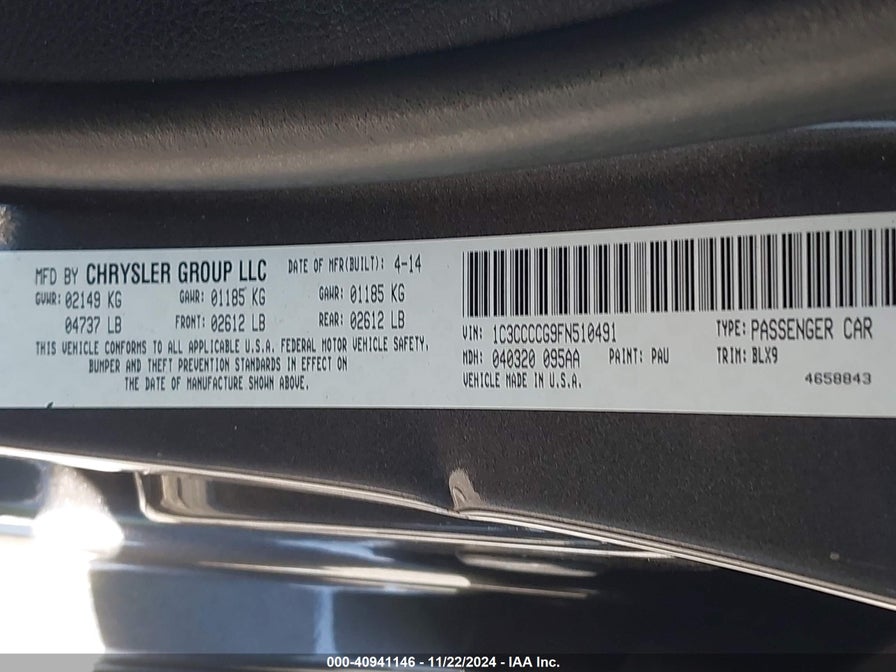 MFD BY CHRYSLER GROUP LLC DATE OF MFR(BUILT): 4-14
GVWR: 02149 KG GAWR: 01185 KG GAWR: 01185 KG
04737 LB FRONT: 02612 LB REAR: 02612 LB
THIS VEHICLE CONFORMS TO ALL APPLICABLE U.S.A. FEDERAL MOTOR VEHICLE SAFETY,
BUMPER AND THEFT PREVENTION STANDARDS IN EFFECT ON
THE DATE OF MANUFACTURE SHOWN ABOVE.
VIN: 1C3CCCCG9FN510491 TYPE: PASSENGER CAR
MDH: 040320 095AA PAINT: PAU TRIM: BLX9
VEHICLE MADE IN U.S.A. 4658843
000-40941146 - 11/22/2024 - IAA Inc.